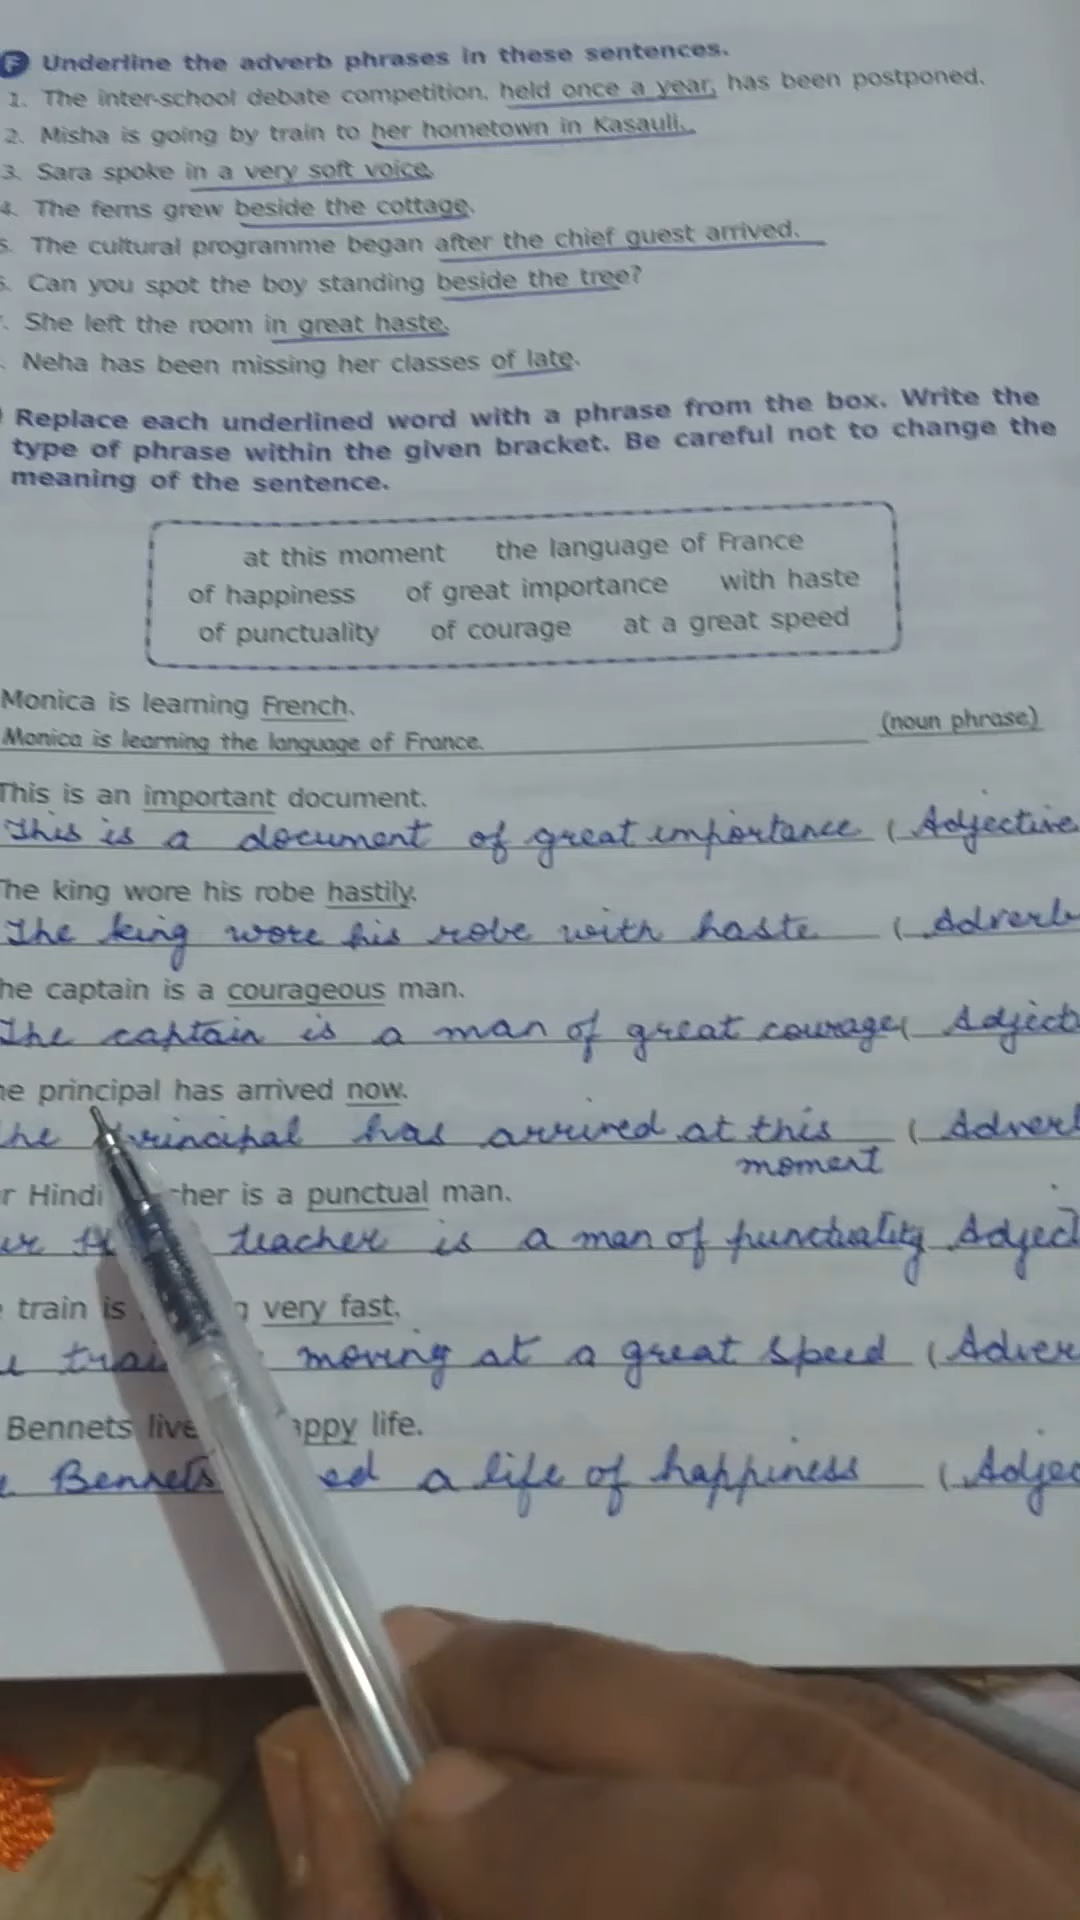 F Underline the adverb phrases in these sentences.
1. The inter-school debate competition, held once a year, has been postponed.
2. Misha is going by train to her hometown in Kasauli.
3. Sara spoke in a very soft voice.
4. The ferns grew beside the cottage.
5. The cultural programme began after the chief guest arrived.
6. Can you spot the boy standing beside the tree?
. She left the room in great haste.
. Neha has been missing her classes of late.
Replace each underlined word with a phrase from the box. Write the
type of phrase within the given bracket. Be careful not to change the
meaning of the sentence.
at this moment the language of France
of happiness of great importance with haste
of punctuality of courage at a great speed
Monica is learning French.
Monica is learning the language of France. (noun phrase)
This is an important document.
This is a document of great importance (Adjective
The king wore his robe hastily.
The king wore his robe with haste (Adverb
he captain is a courageous man.
The captain is a man of great courage( Adject
he principal has arrived now.
he principal has arrived at this (Adverb
moment
r Hindi cher is a punctual man.
ur teacher is a man of punctuality Adject
train is very fast.
moving at a great speed (Adver
Bennets live appy life.
Bennets ed a life of happiness (Adjec